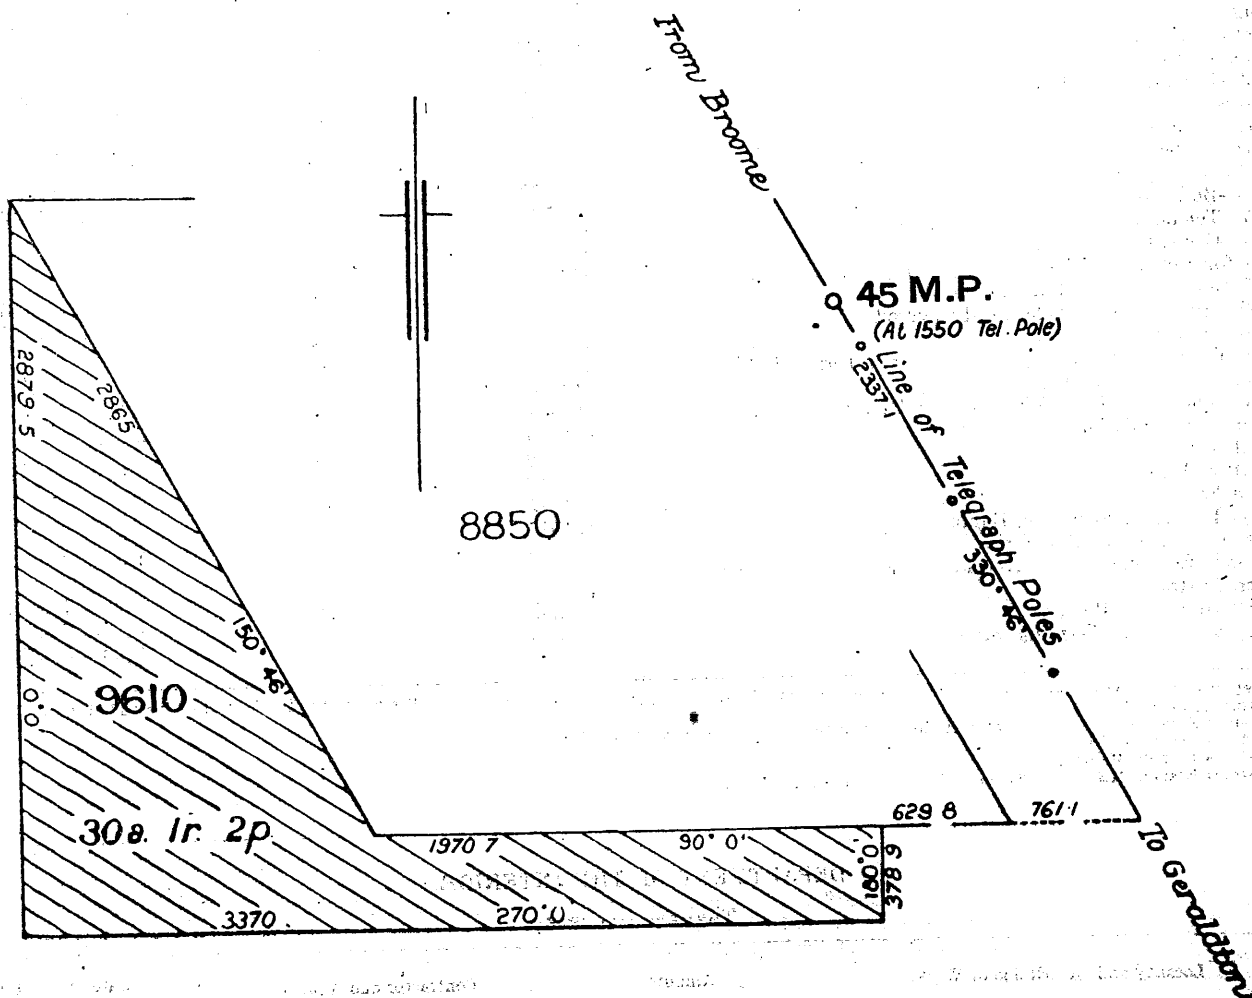 From Broome
45 M.P.
(At 1550 Tel. Pole)
Line of Telegraph Poles
2337·1
330° 46'
2879·5
2865
8850
150° 46'
9610
0°0'
30a. 1r. 2p.
1970·7
90° 0'
629·8
761·1
180°0'
378·9
3370
270°0'
To Geraldton